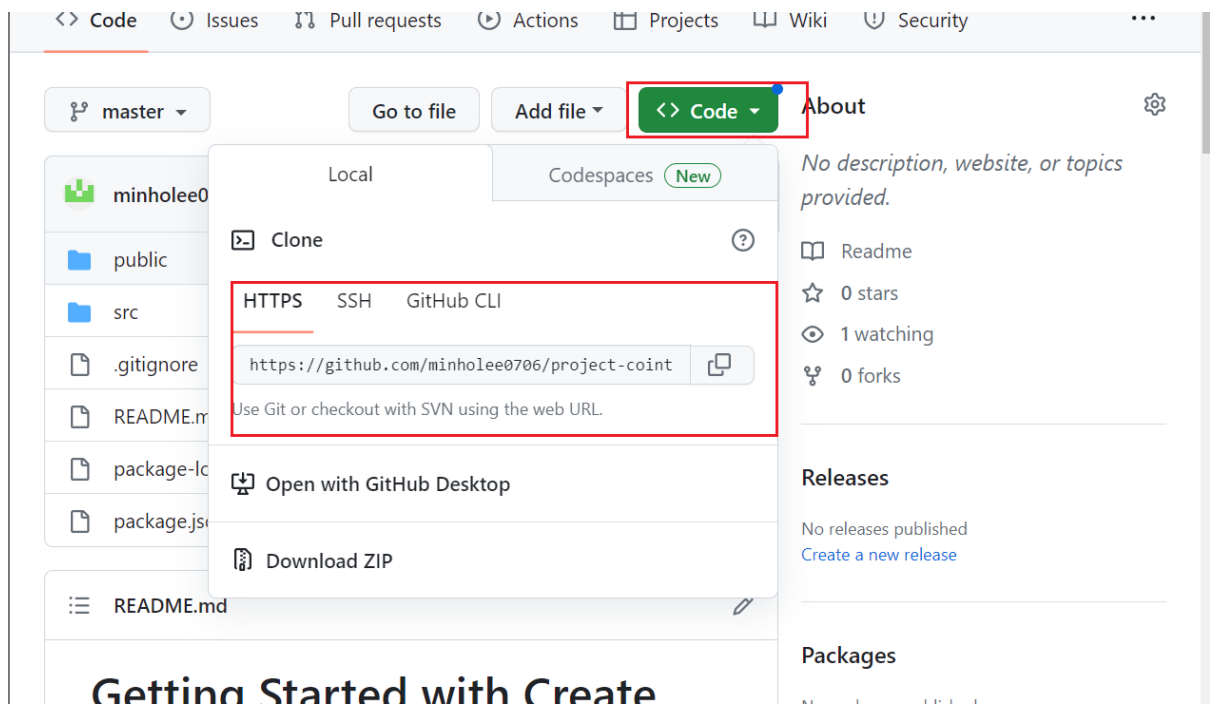 Code Issues Pull requests Actions Projects Wiki Security
master Go to file Add file Code
Local Codespaces New
minholee0
Clone
public
src
HTTPS SSH GitHub CLI
.gitignore
https://github.com/minholee0706/project-coint
README.m
Use Git or checkout with SVN using the web URL.
package-lo
Open with GitHub Desktop
package.jso
Download ZIP
README.md
Getting Started with Create
About
No description, website, or topics
provided.
Readme
0 stars
1 watching
0 forks
Releases
No releases published
Create a new release
Packages